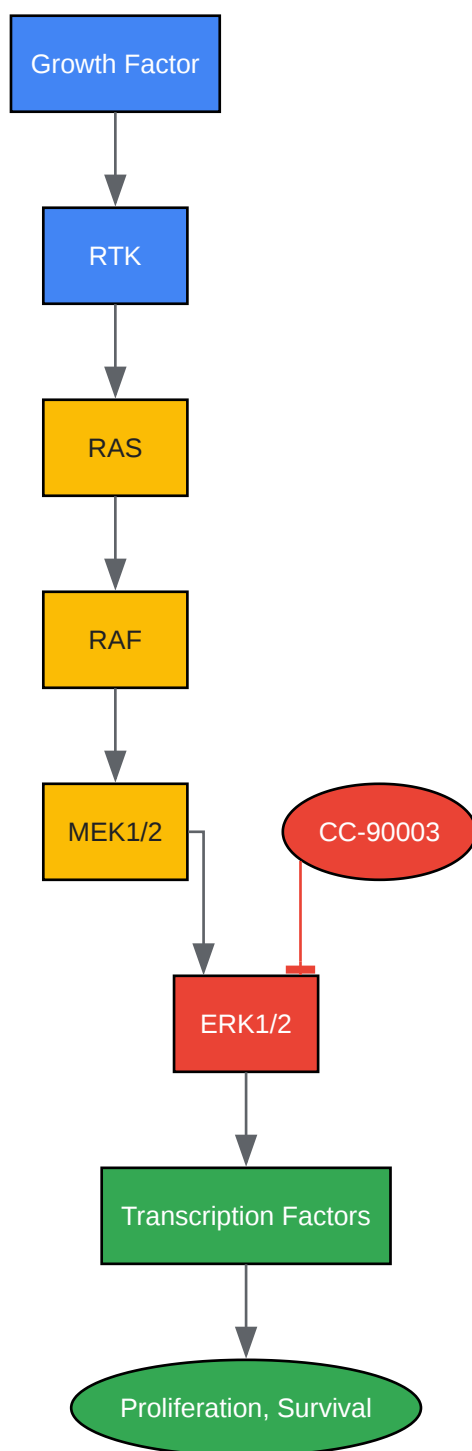 Growth Factor
RTK
RAS
RAF
MEK1/2
CC-90003
ERK1/2
Transcription Factors
Proliferation, Survival